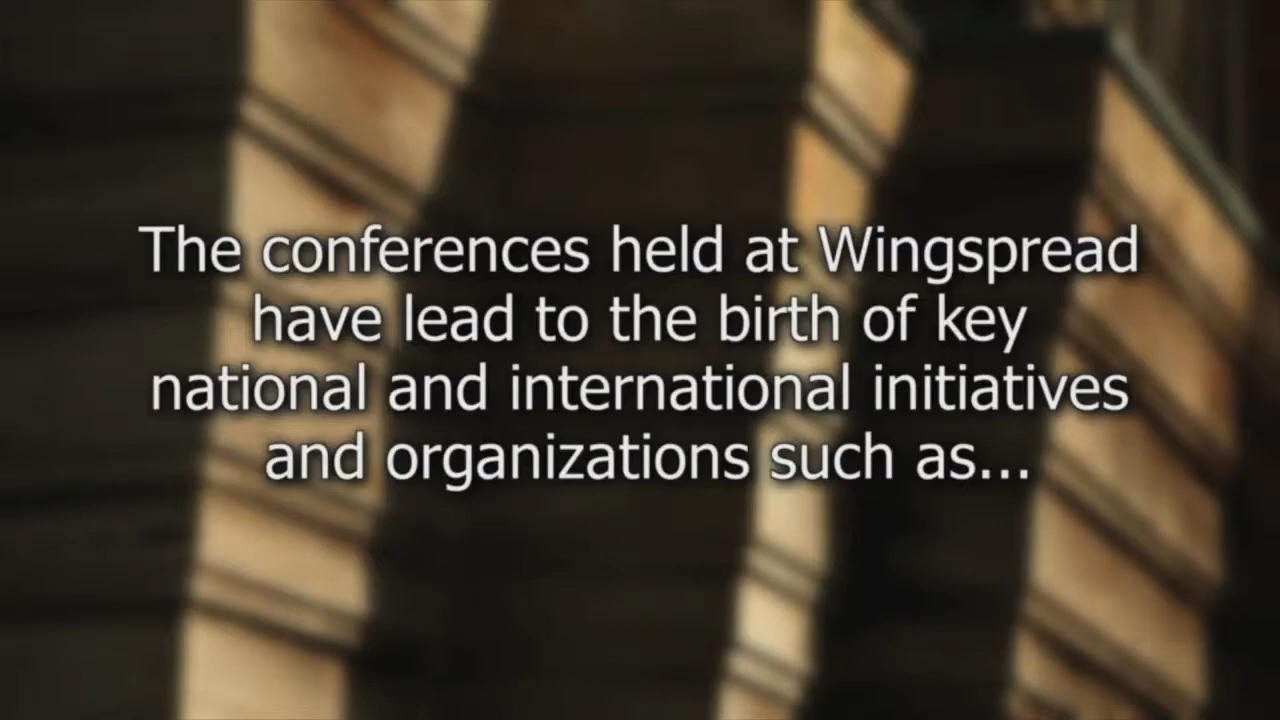 The conferences held at Wingspread
have lead to the birth of key
national and international initiatives
and organizations such as...